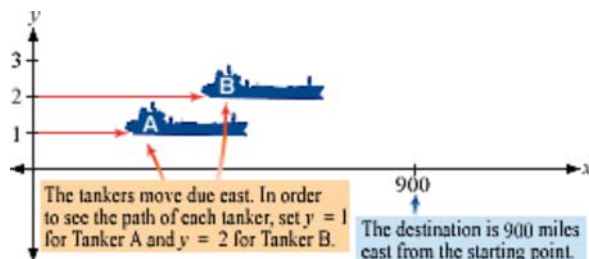 y
3
2
1
B
A
x
900
The tankers move due east. In order
to see the path of each tanker, set y = 1
for Tanker A and y = 2 for Tanker B.
The destination is 900 miles
east from the starting point.